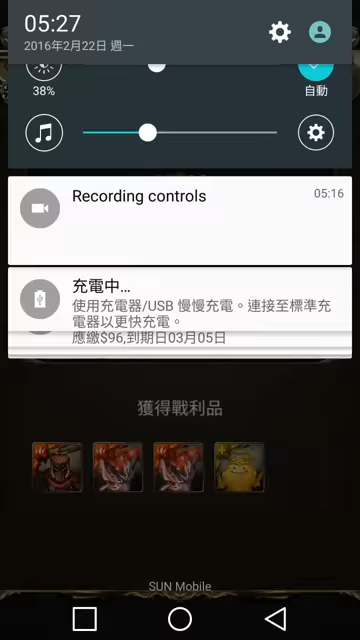 05:27
2016年2月22日 週一
38%
自動
Recording controls
05:16
充電中...
使用充電器/USB 慢慢充電。連接至標準充
電器以更快充電。
應繳$96,到期日03月05日
獲得戰利品
SUN Mobile